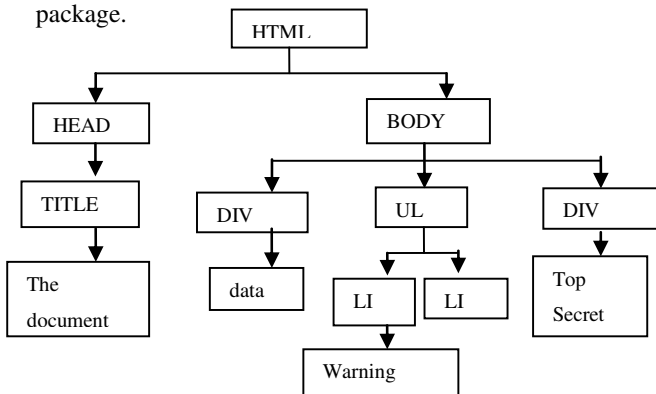 package.
HTML
HEAD
BODY
TITLE
DIV
UL
DIV
The
document
data
LI
LI
Top
Secret
Warning